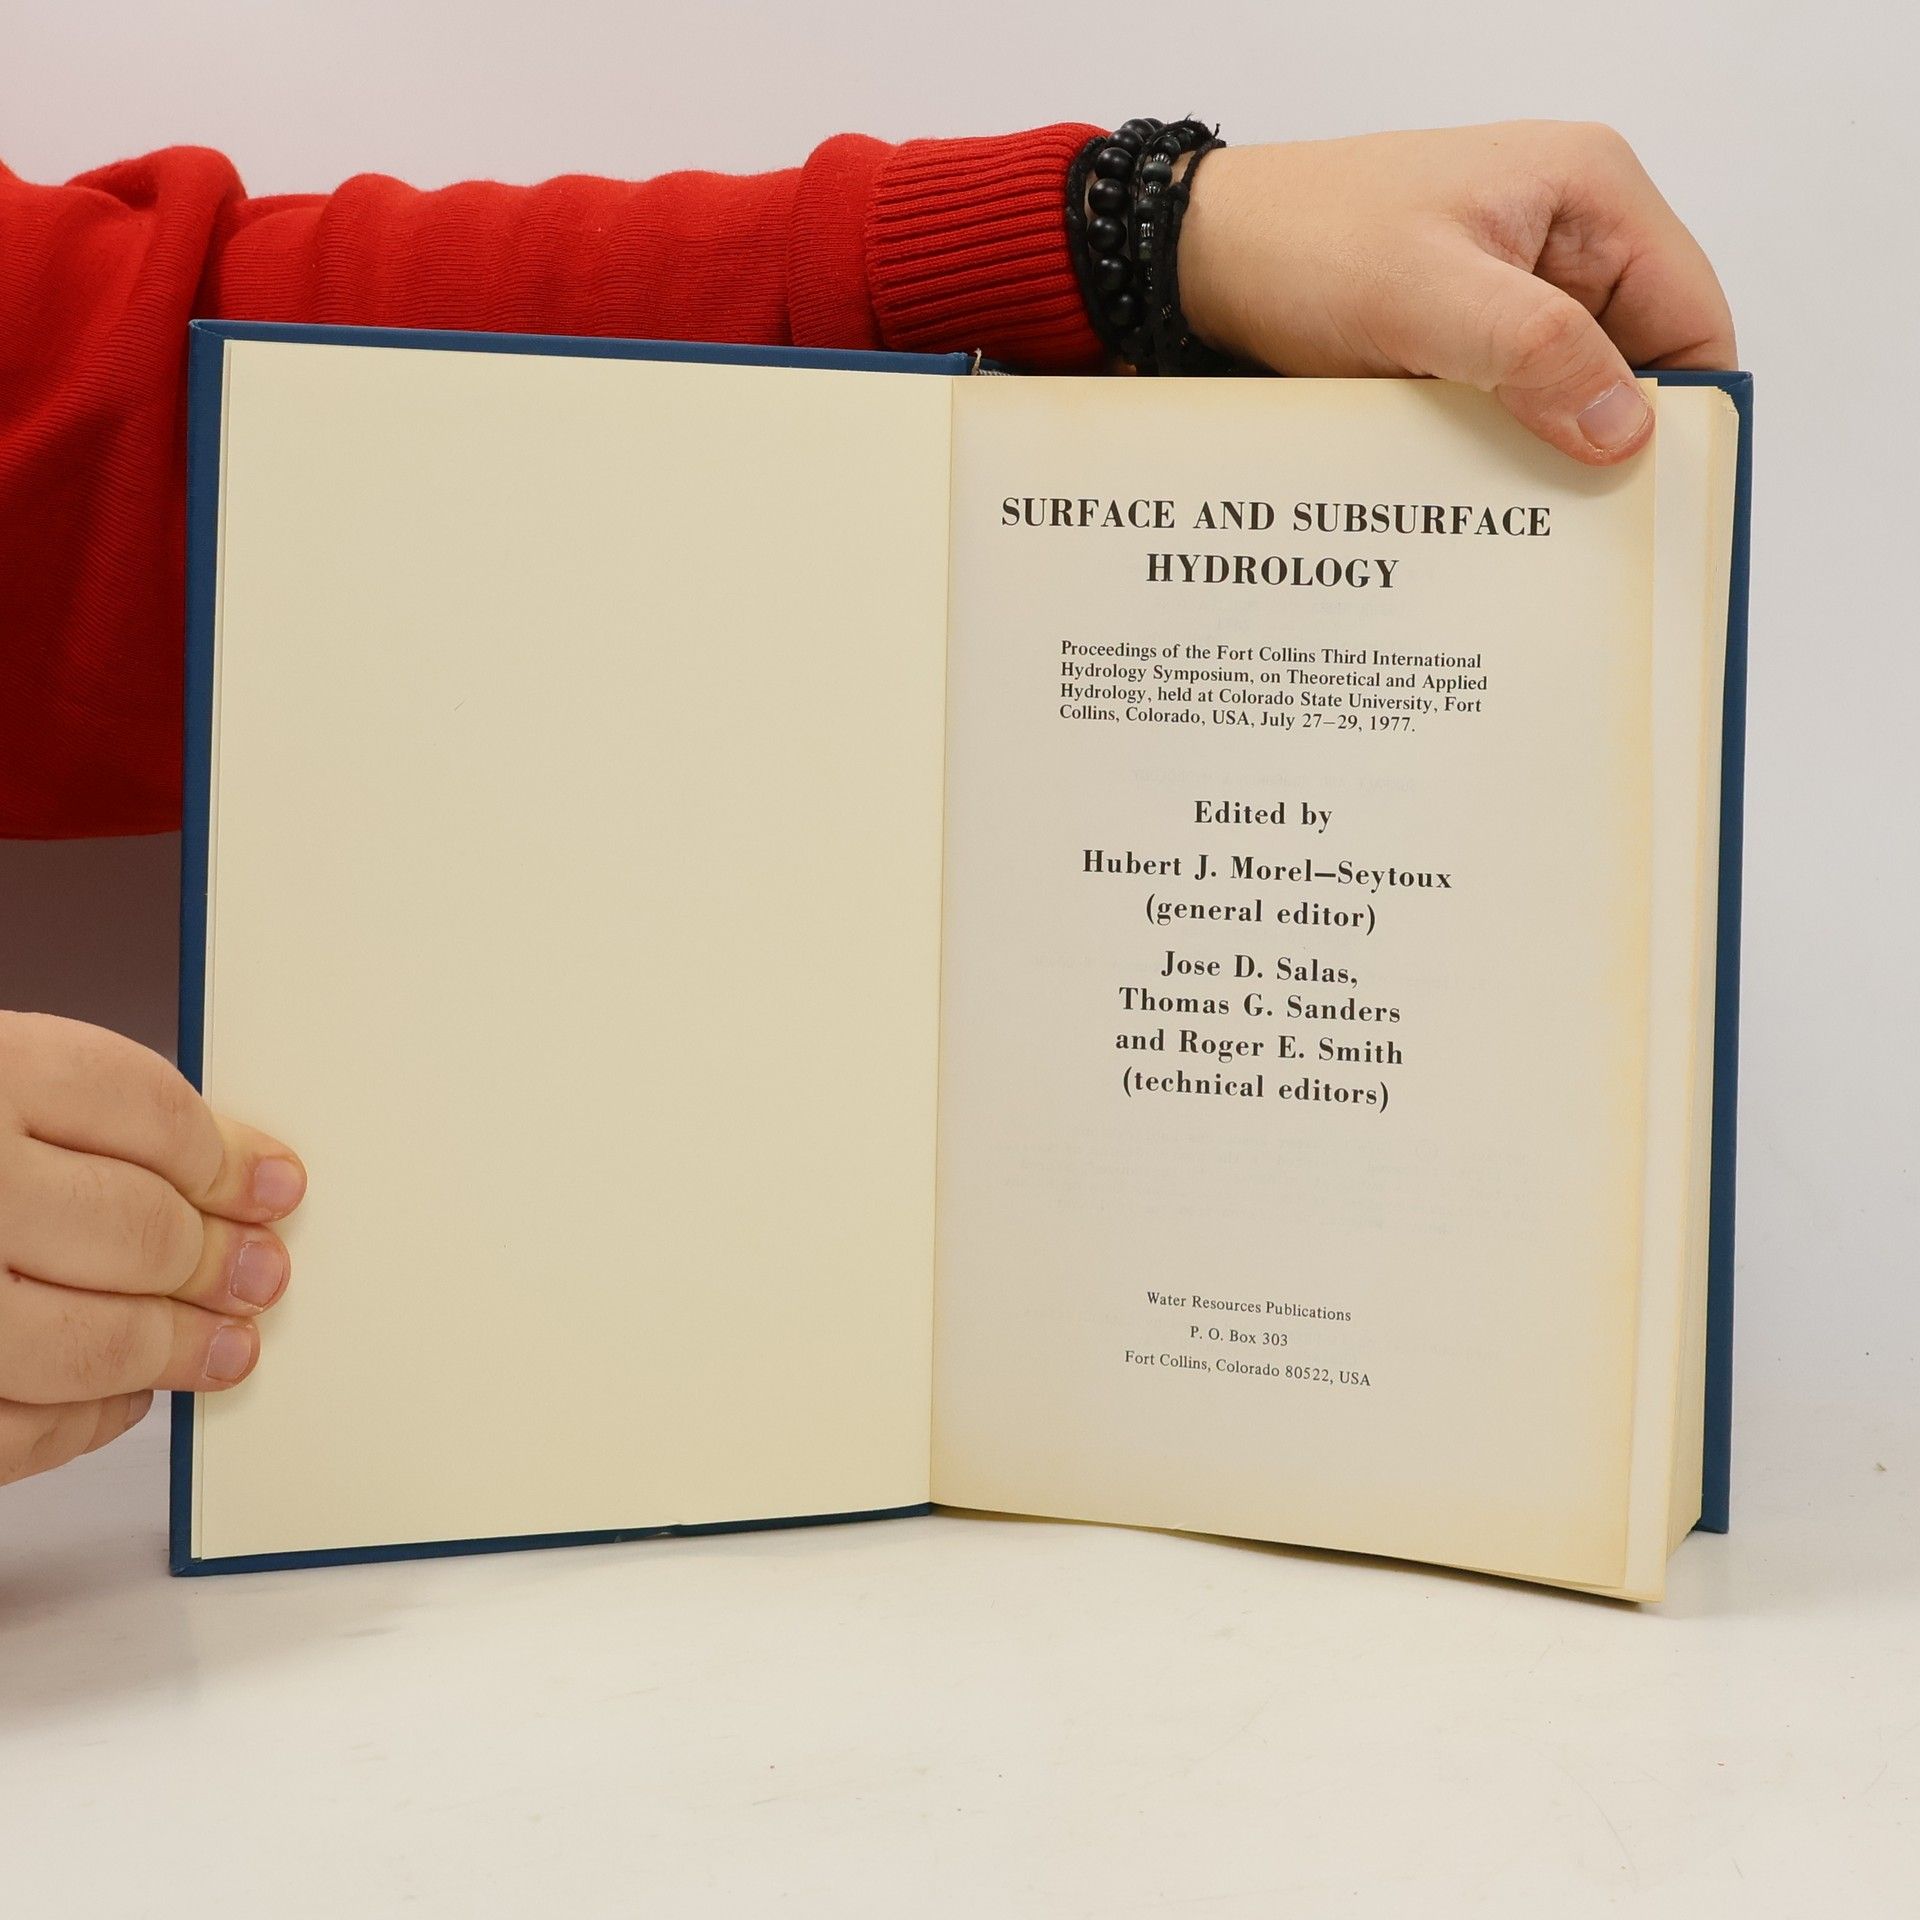 SURFACE AND SUBSURFACE
HYDROLOGY
Proceedings of the Fort Collins Third International
Hydrology Symposium, on Theoretical and Applied
Hydrology, held at Colorado State University, Fort
Collins, Colorado, USA, July 27–29, 1977.
Edited by
Hubert J. Morel—Seytoux
(general editor)
Jose D. Salas,
Thomas G. Sanders
and Roger E. Smith
(technical editors)
Water Resources Publications
P. O. Box 303
Fort Collins, Colorado 80522, USA